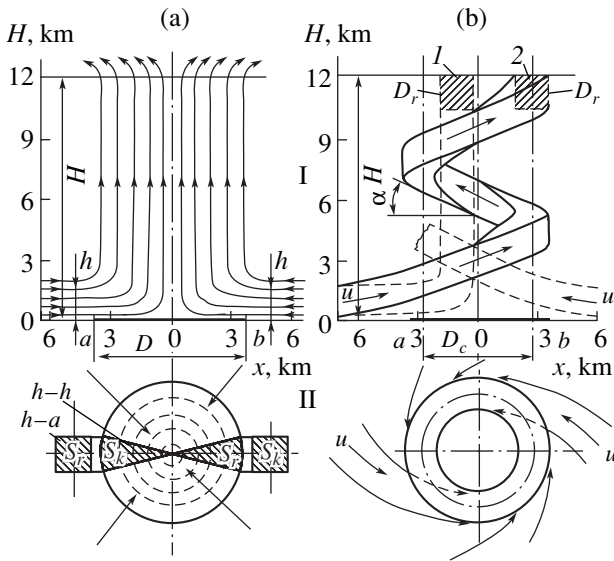 (a) (b)
H, km H, km
12 12
1 2
D_r D_r
9 9
H I α H
6 6
h h
3 3
u u
0 0
6 a 3 0 3 b 6 6 a 3 0 3 b 6
D D_c
x, km x, km
h–h II
h–a
S_r S_k S_r S_k
u u